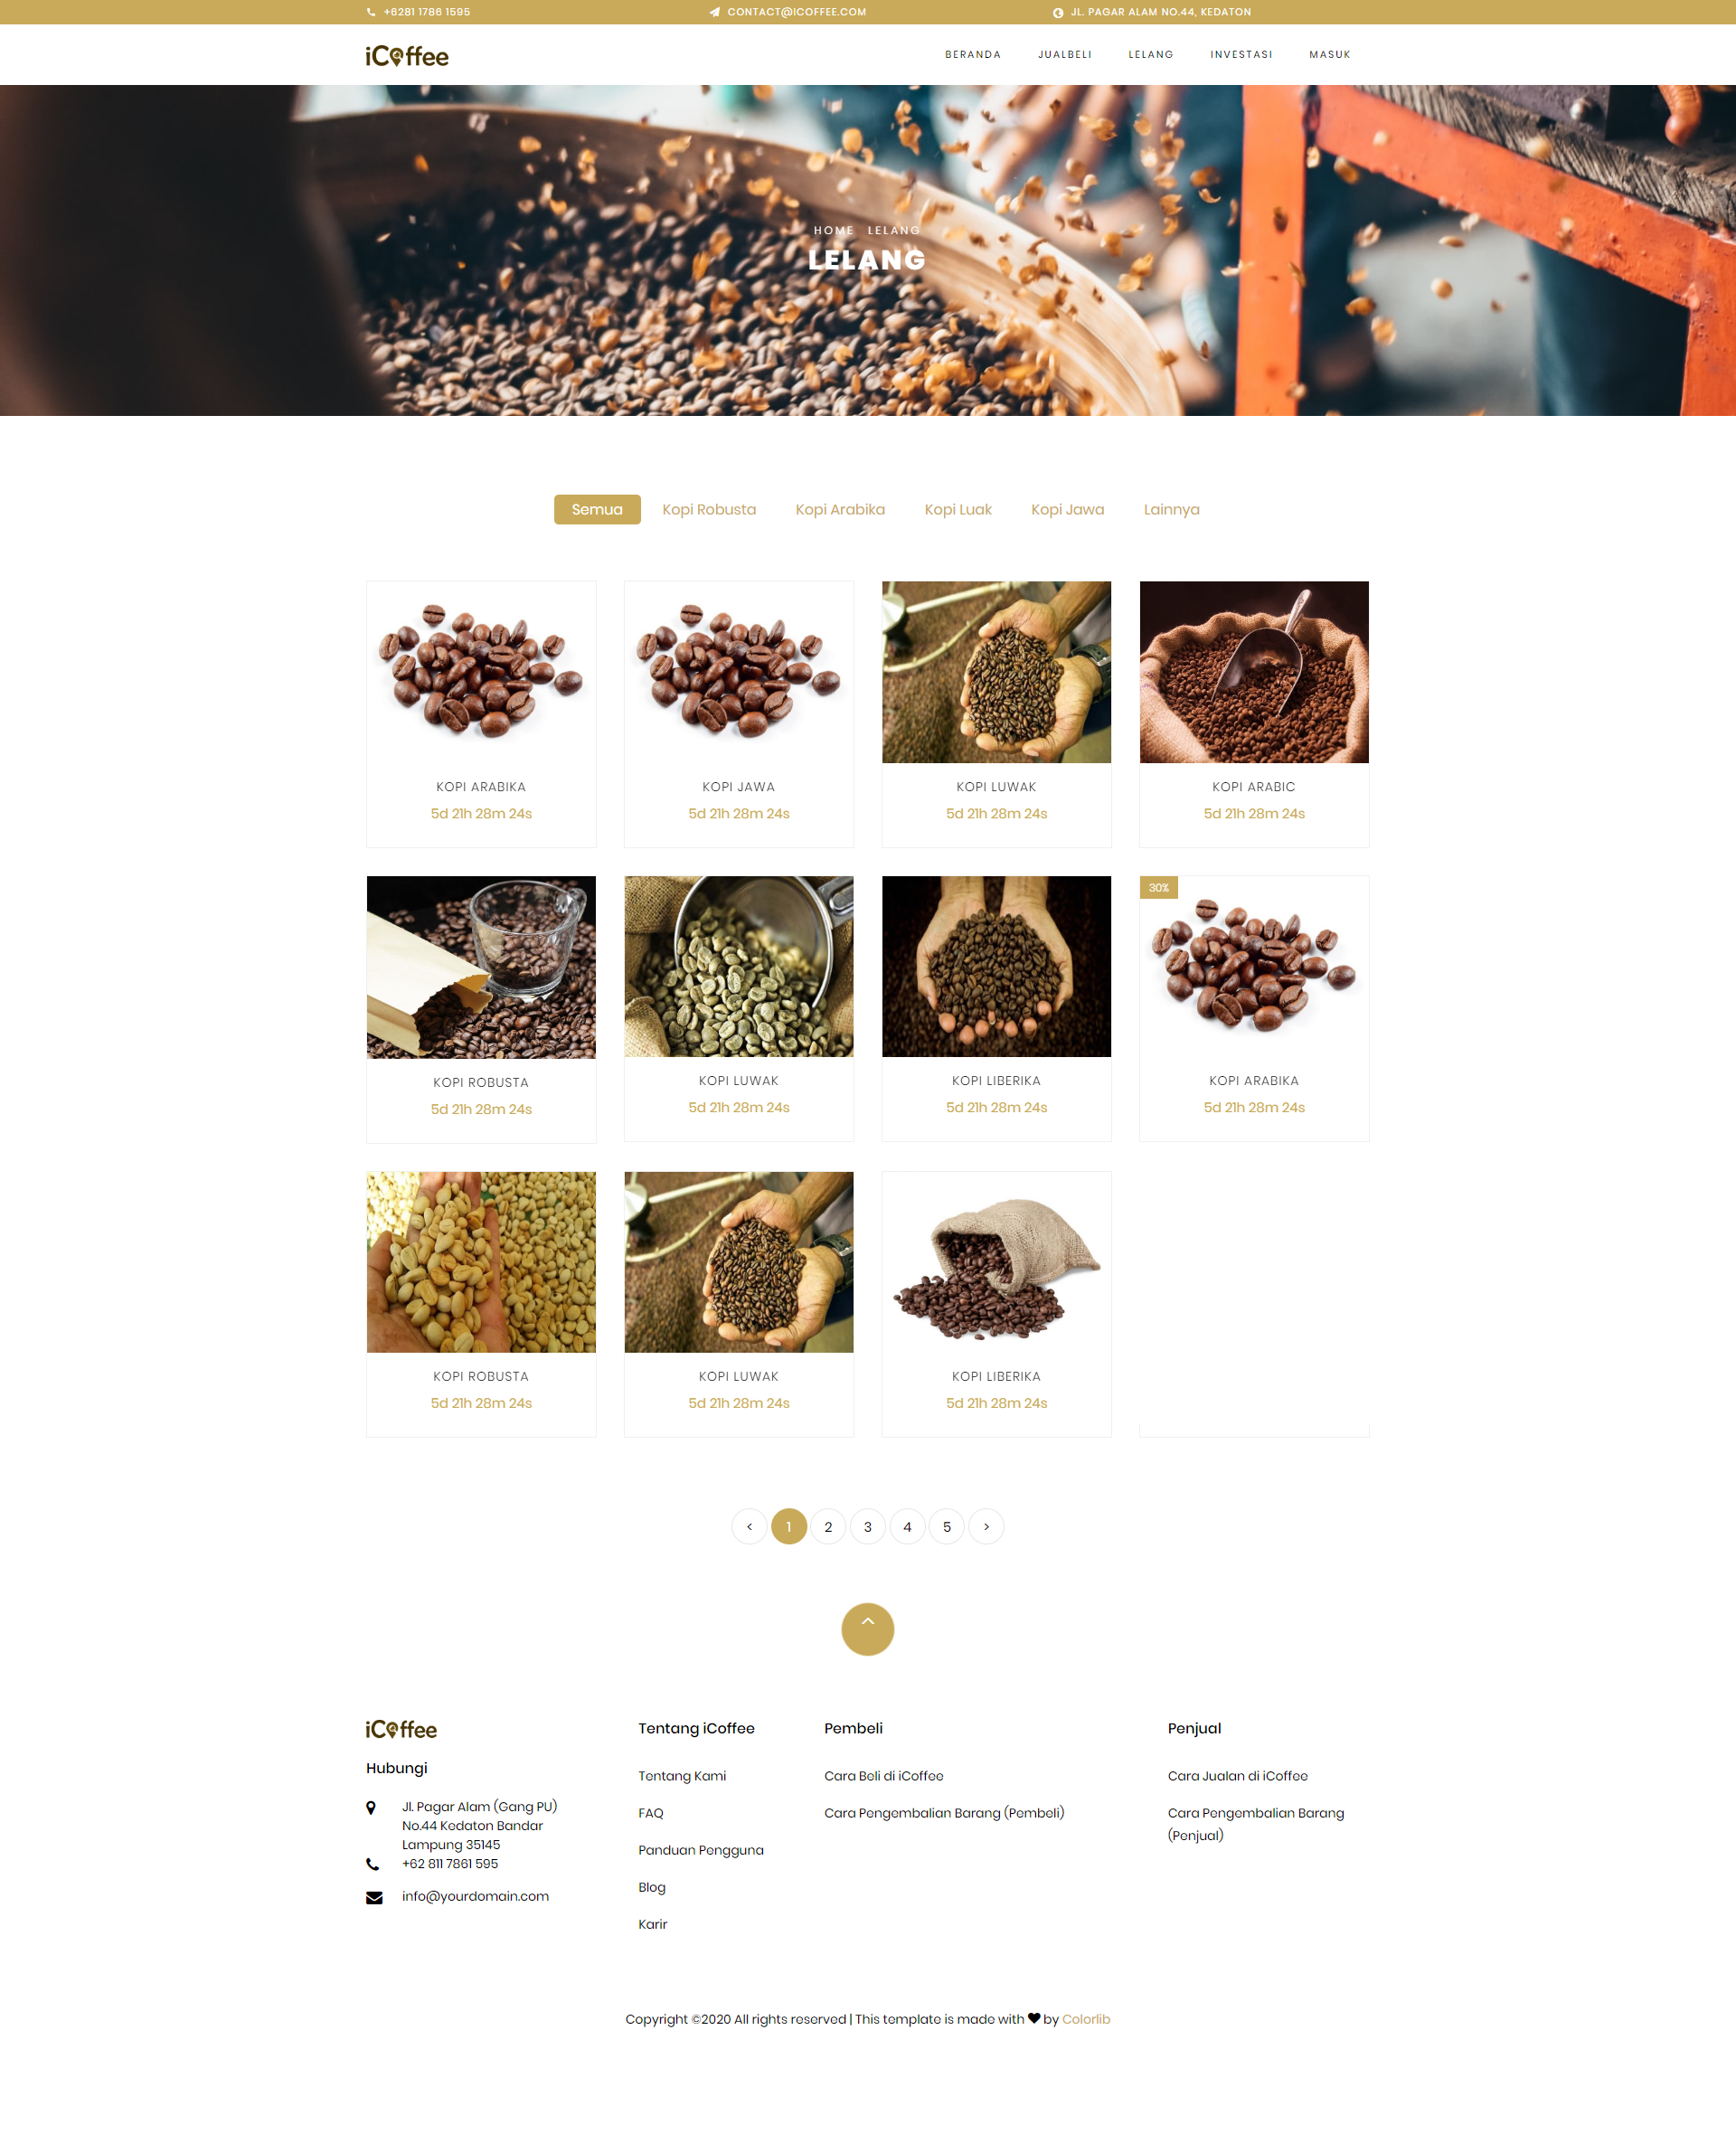 +6281 1786 1595
CONTACT@ICOFFEE.COM
JL. PAGAR ALAM NO.44, KEDATON
iCoffee
BERANDA JUALBELI LELANG INVESTASI MASUK
HOME LELANG
LELANG
Semua Kopi Robusta Kopi Arabika Kopi Luak Kopi Jawa Lainnya
KOPI ARABIKA
5d 21h 28m 24s
KOPI JAWA
5d 21h 28m 24s
KOPI LUWAK
5d 21h 28m 24s
KOPI ARABIC
5d 21h 28m 24s
KOPI ROBUSTA
5d 21h 28m 24s
KOPI LUWAK
5d 21h 28m 24s
KOPI LIBERIKA
5d 21h 28m 24s
30%
KOPI ARABIKA
5d 21h 28m 24s
KOPI ROBUSTA
5d 21h 28m 24s
KOPI LUWAK
5d 21h 28m 24s
KOPI LIBERIKA
5d 21h 28m 24s
< 1 2 3 4 5 >
iCoffee
Hubungi
Jl. Pagar Alam (Gang PU)
No.44 Kedaton Bandar
Lampung 35145
+62 811 7861 595
info@yourdomain.com
Tentang iCoffee
Tentang Kami
FAQ
Panduan Pengguna
Blog
Karir
Pembeli
Cara Beli di iCoffee
Cara Pengembalian Barang (Pembeli)
Penjual
Cara Jualan di iCoffee
Cara Pengembalian Barang
(Penjual)
Copyright ©2020 All rights reserved | This template is made with ♥ by Colorlib